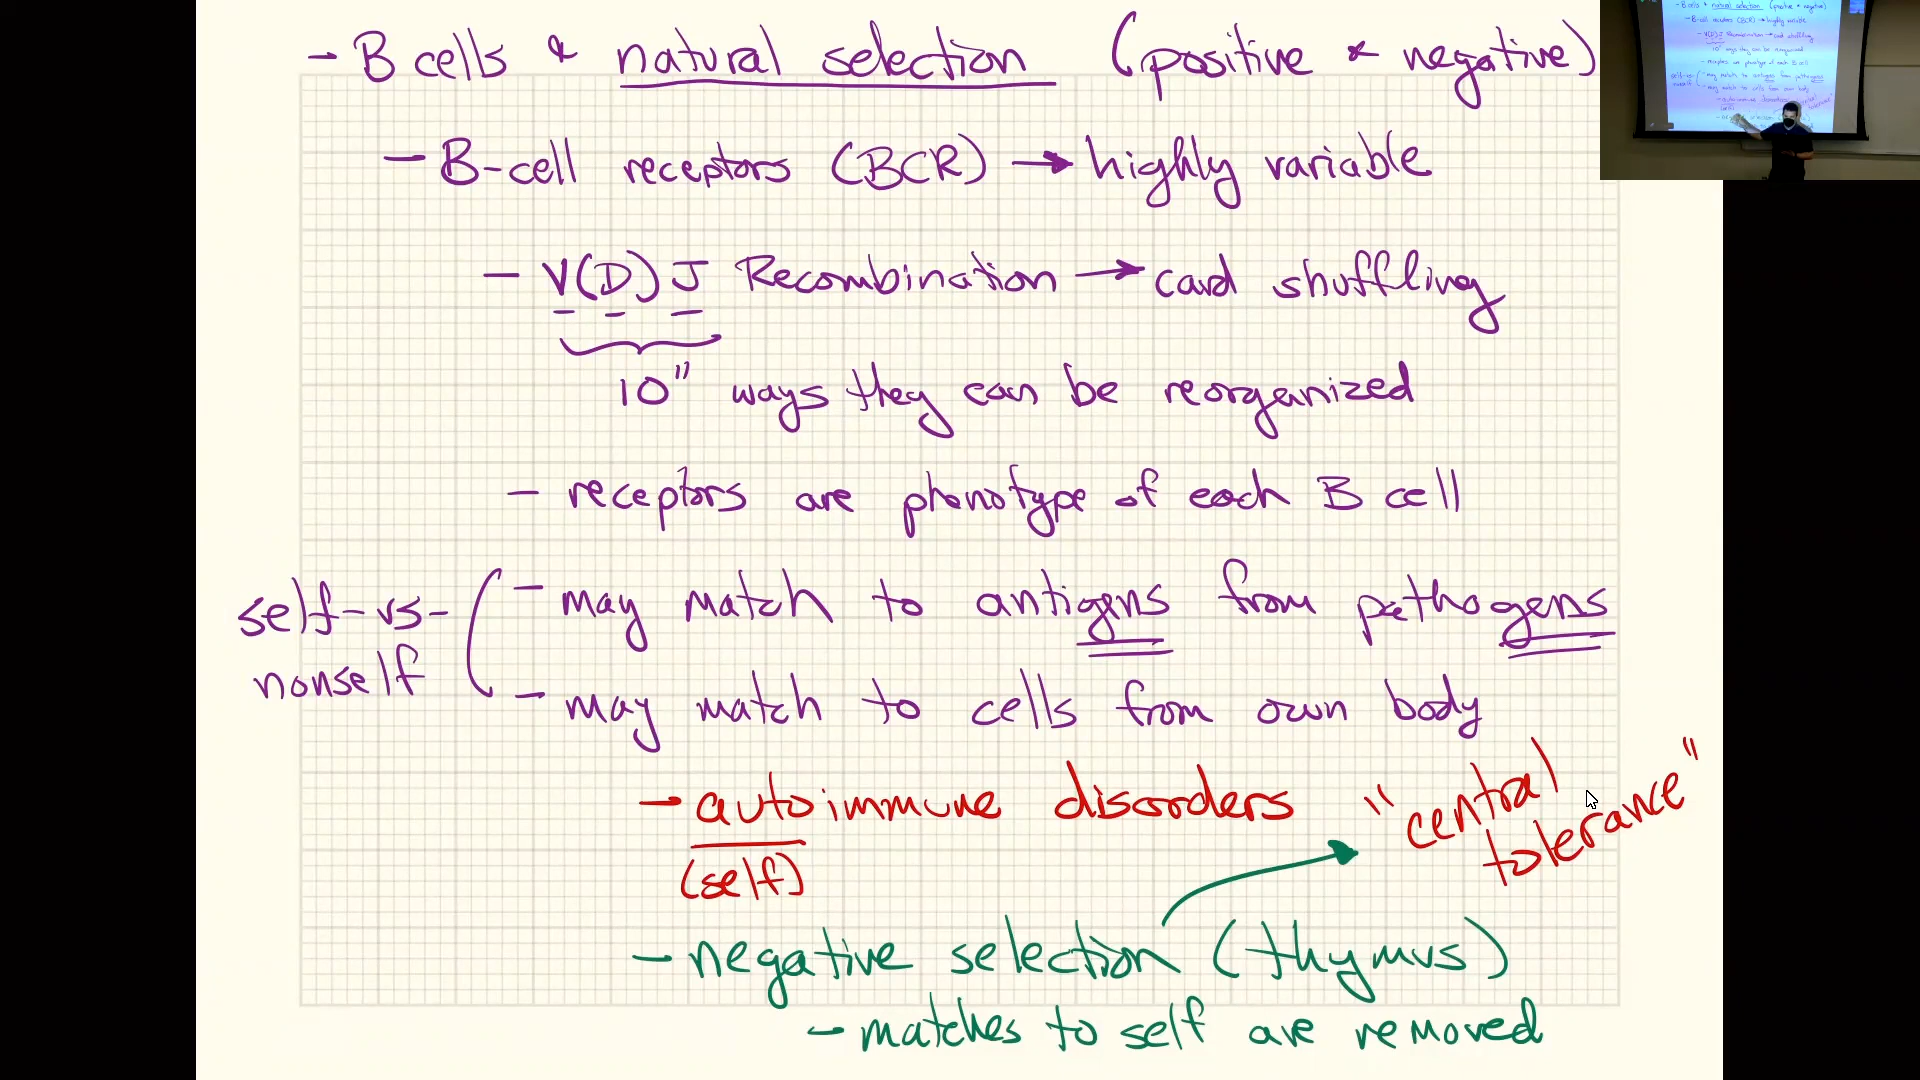 - B cells & natural selection (positive & negative)
- B-cell receptors (BCR) → highly variable
- V(D)J Recombination → card shuffling
10¹¹ ways they can be reorganized
- receptors are phenotype of each B cell
self-vs-nonself
- may match to antigens from pathogens
- may match to cells from own body
- autoimmune disorders
(self)
"central tolerance"
- negative selection (thymus)
- matches to self are removed